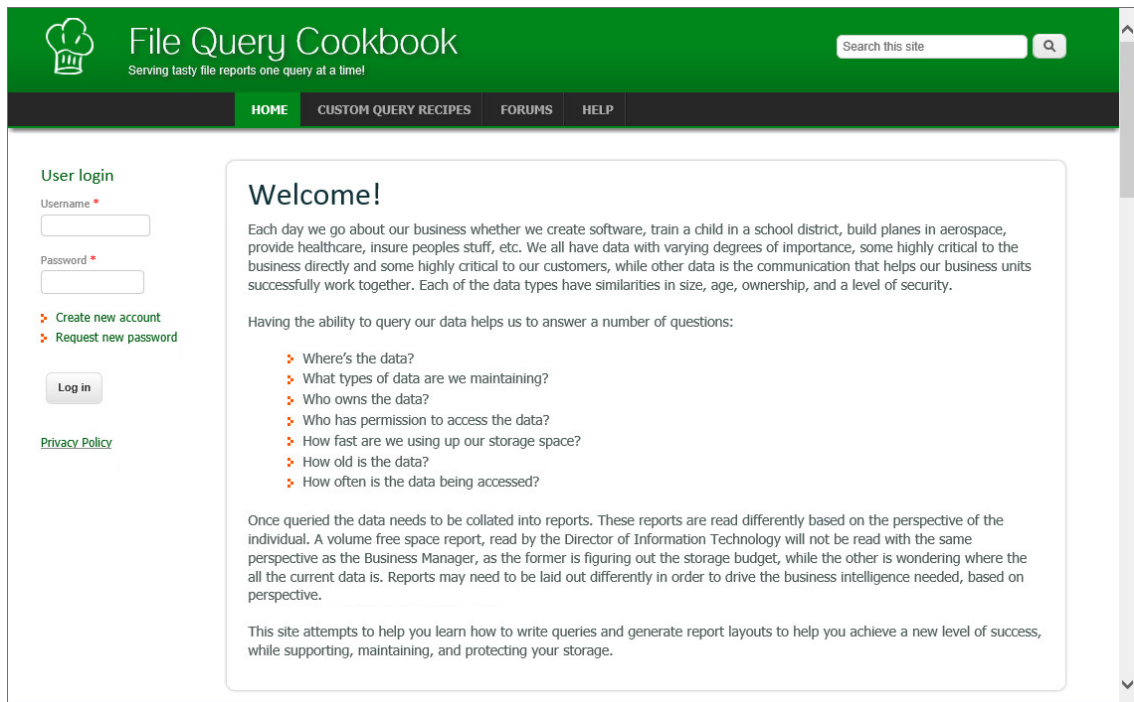 File Query Cookbook
Serving tasty file reports one query at a time!
Search this site
HOME CUSTOM QUERY RECIPES FORUMS HELP
User login
Username *
Password *
Create new account
Request new password
Log in
Privacy Policy
Welcome!
Each day we go about our business whether we create software, train a child in a school district, build planes in aerospace,
provide healthcare, insure peoples stuff, etc. We all have data with varying degrees of importance, some highly critical to the
business directly and some highly critical to our customers, while other data is the communication that helps our business units
successfully work together. Each of the data types have similarities in size, age, ownership, and a level of security.
Having the ability to query our data helps us to answer a number of questions:
Where's the data?
What types of data are we maintaining?
Who owns the data?
Who has permission to access the data?
How fast are we using up our storage space?
How old is the data?
How often is the data being accessed?
Once queried the data needs to be collated into reports. These reports are read differently based on the perspective of the
individual. A volume free space report, read by the Director of Information Technology will not be read with the same
perspective as the Business Manager, as the former is figuring out the storage budget, while the other is wondering where the
all the current data is. Reports may need to be laid out differently in order to drive the business intelligence needed, based on
perspective.
This site attempts to help you learn how to write queries and generate report layouts to help you achieve a new level of success,
while supporting, maintaining, and protecting your storage.